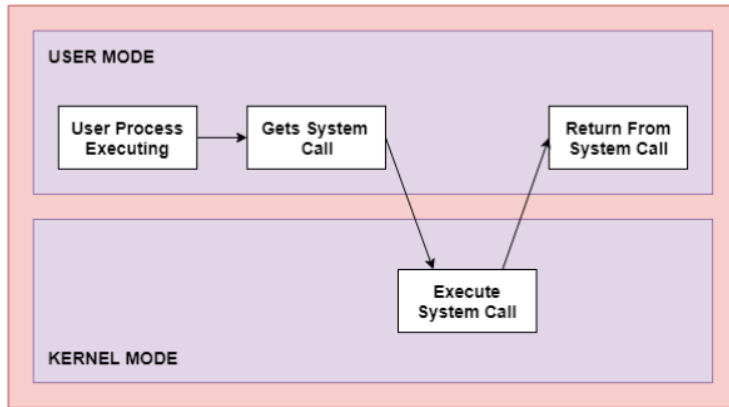 USER MODE
User Process
Executing
Gets System
Call
Return From
System Call
Execute
System Call
KERNEL MODE